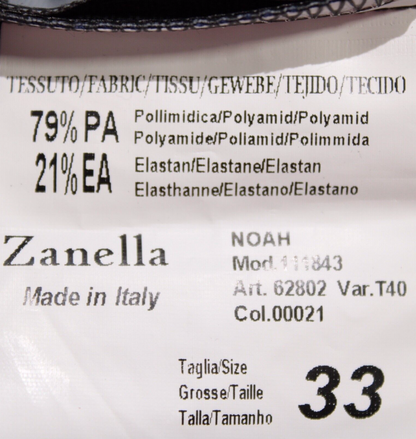 TESSUTO/FABRIC/TISSU/GEWEBE/TEJIDO/TECIDO
79% PA Pollimidica/Polyamid/Polyamid
Polyamide/Poliamid/Polimmida
21% EA Elastan/Elastane/Elastan
Elasthanne/Elastano/Elastano
Zanella
Made in Italy
NOAH
Mod.111843
Art. 62802 Var.T40
Col.00021
Taglia/Size
Grosse/Taille
Talla/Tamanho
33